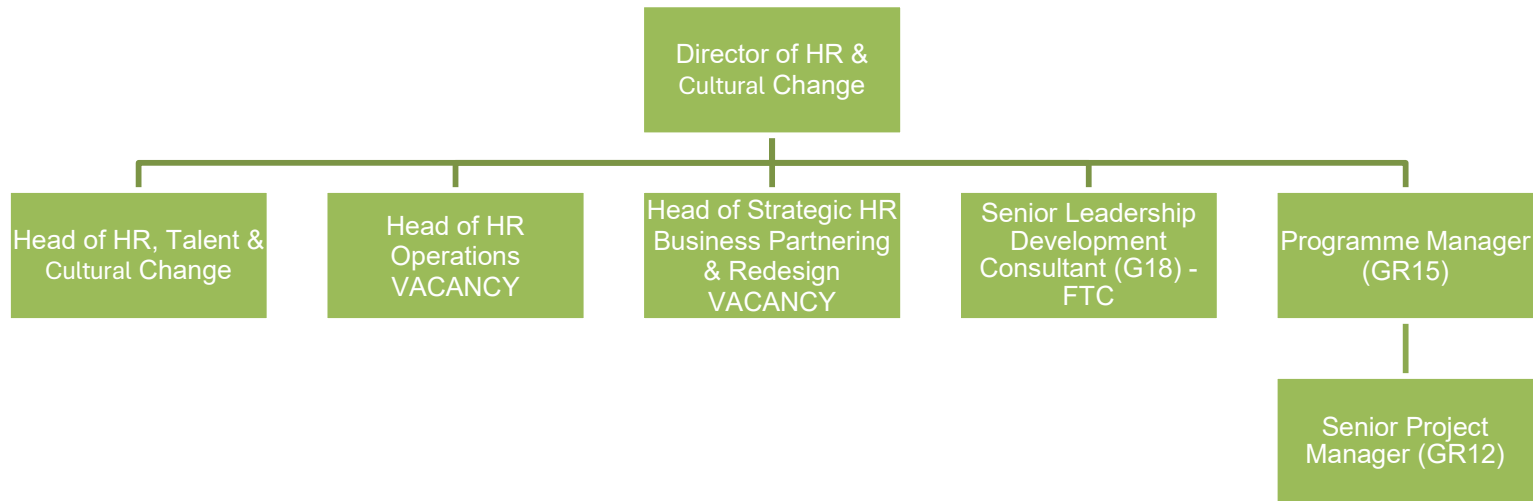 Director of HR &
Cultural Change
Head of HR, Talent &
Cultural Change
Head of HR
Operations
VACANCY
Head of Strategic HR
Business Partnering
& Redesign
VACANCY
Senior Leadership
Development
Consultant (G18) -
FTC
Programme Manager
(GR15)
Senior Project
Manager (GR12)